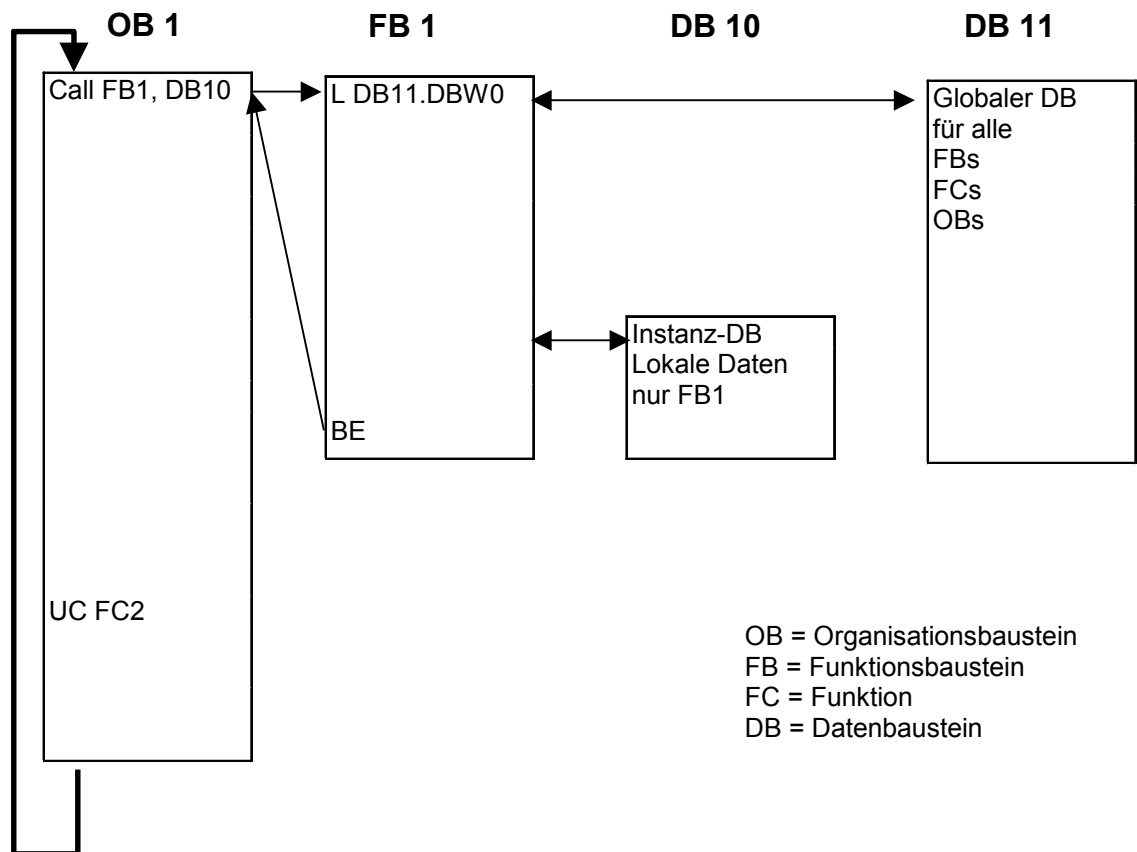 OB 1
FB 1
DB 10
DB 11
Call FB1, DB10
L DB11.DBW0
Globaler DB
für alle
FBs
FCs
OBs
Instanz-DB
Lokale Daten
nur FB1
BE
UC FC2
OB = Organisationsbaustein
FB = Funktionsbaustein
FC = Funktion
DB = Datenbaustein